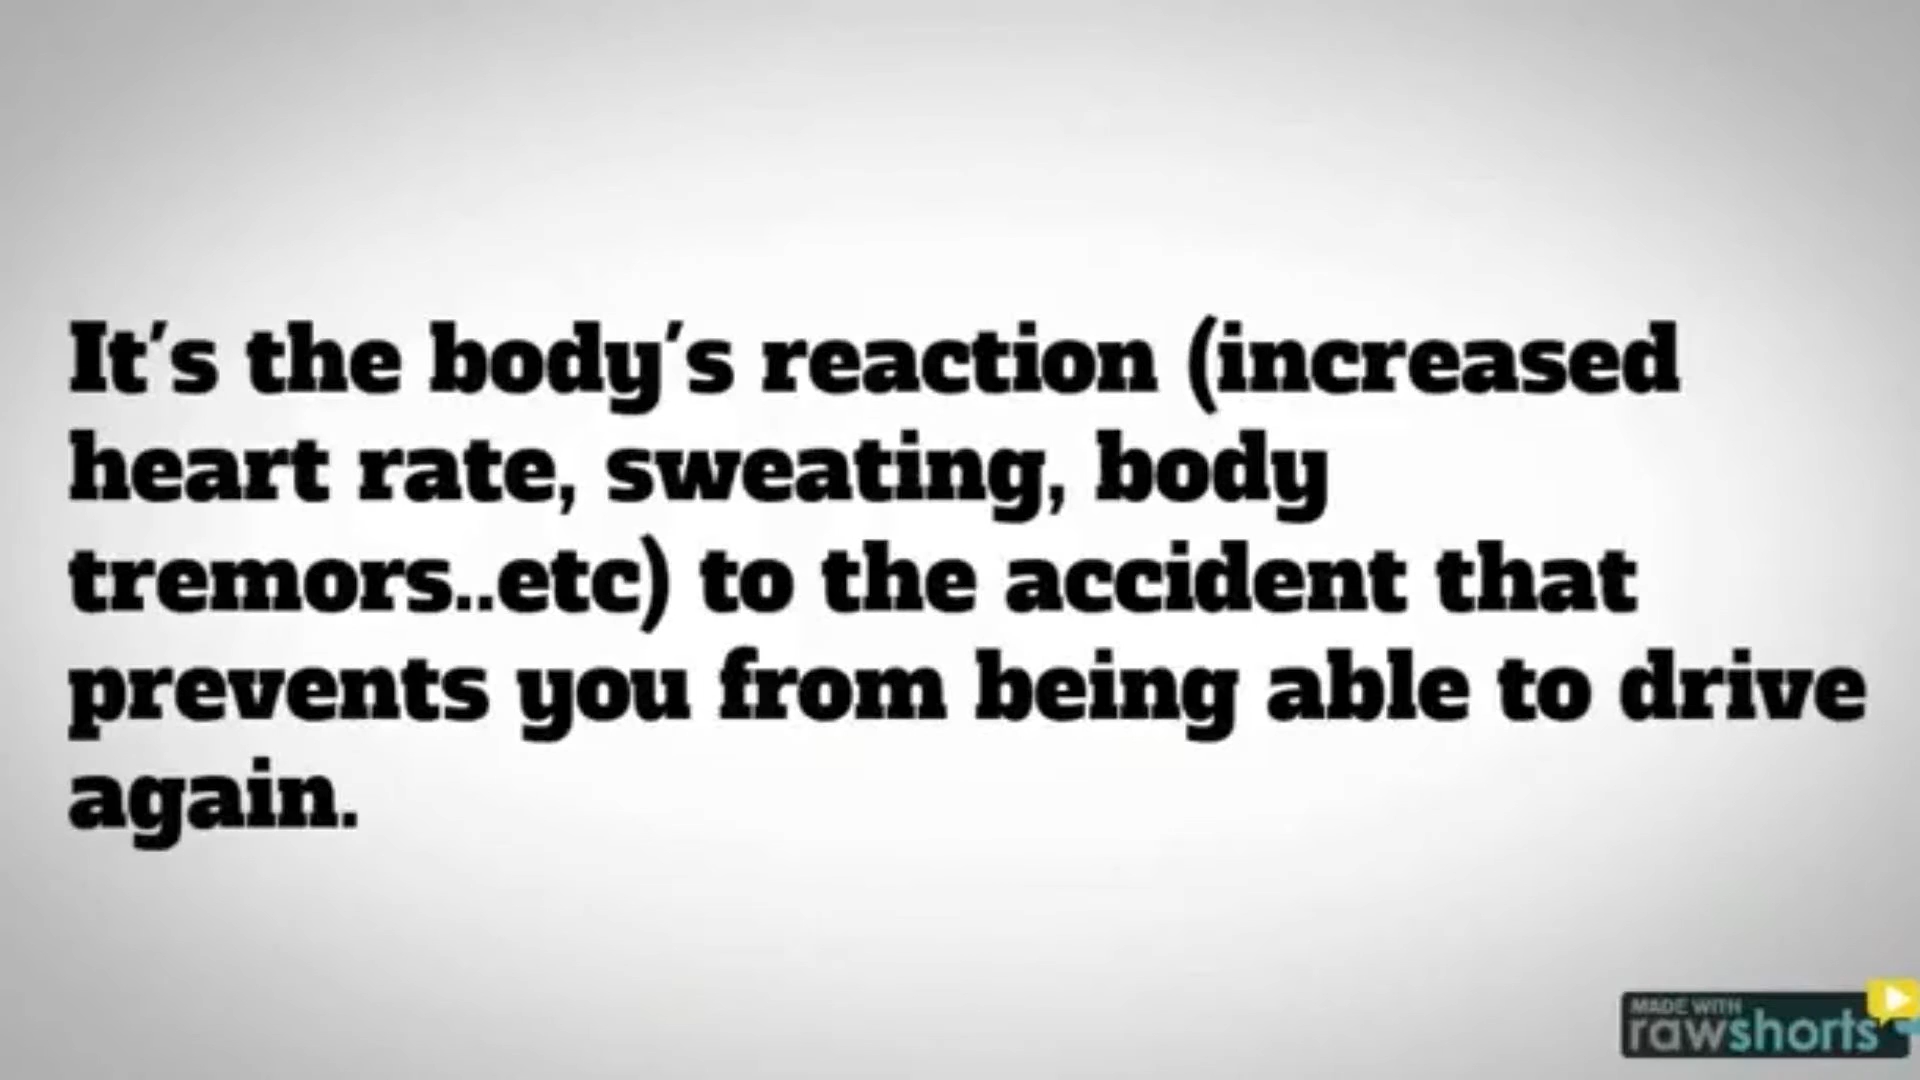 It's the body's reaction (increased
heart rate, sweating, body
tremors..etc) to the accident that
prevents you from being able to drive
again.
MADE WITH
rawshorts